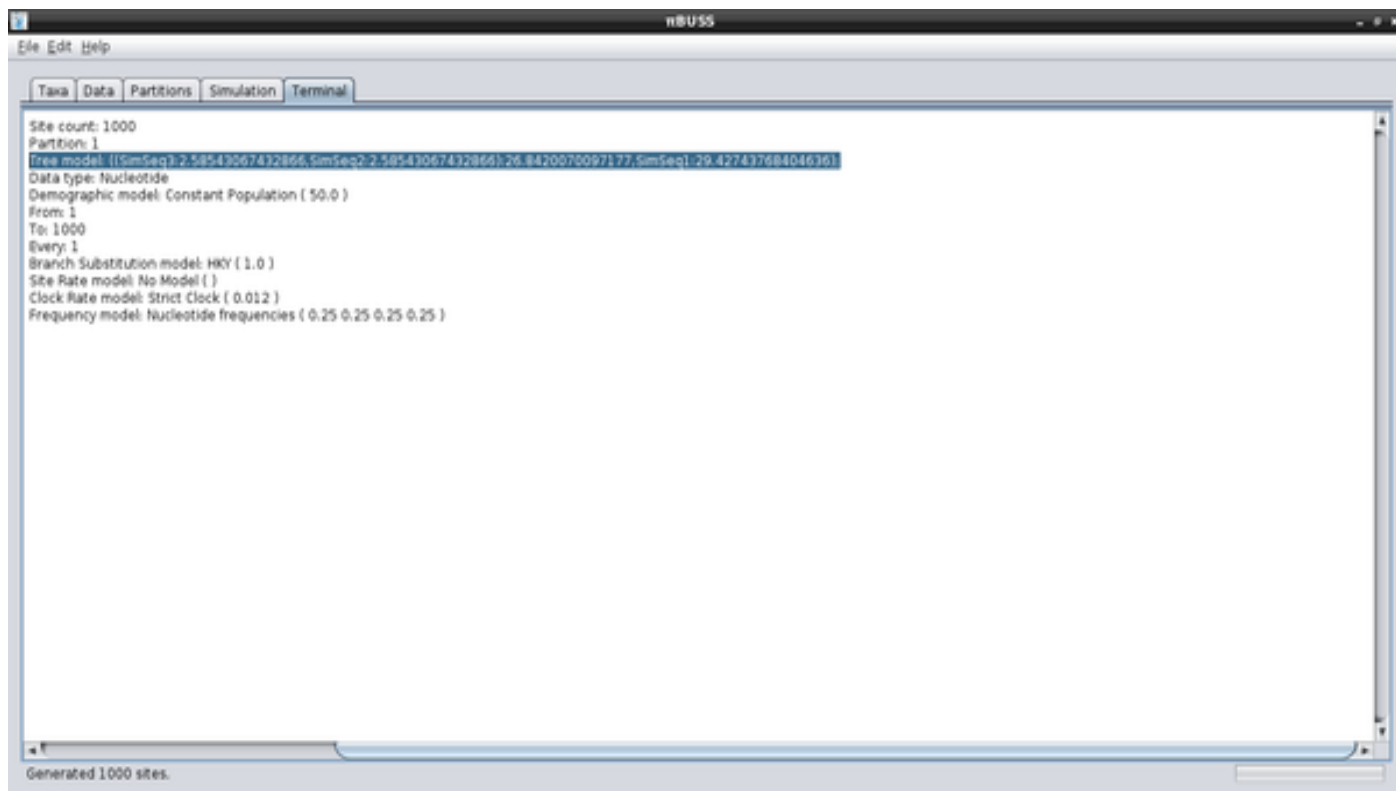 πBUSS
File Edit Help
Taxa Data Partitions Simulation Terminal
Site count: 1000
Partition: 1
Tree model: ((SimSeq3:2.58543067432866,SimSeq2:2.58543067432866):26.8420070097177,SimSeq1:29.42743768404636);
Data type: Nucleotide
Demographic model: Constant Population ( 50.0 )
From: 1
To: 1000
Every: 1
Branch Substitution model: HKY ( 1.0 )
Site Rate model: No Model ( )
Clock Rate model: Strict Clock ( 0.012 )
Frequency model: Nucleotide frequencies ( 0.25 0.25 0.25 0.25 )
Generated 1000 sites.